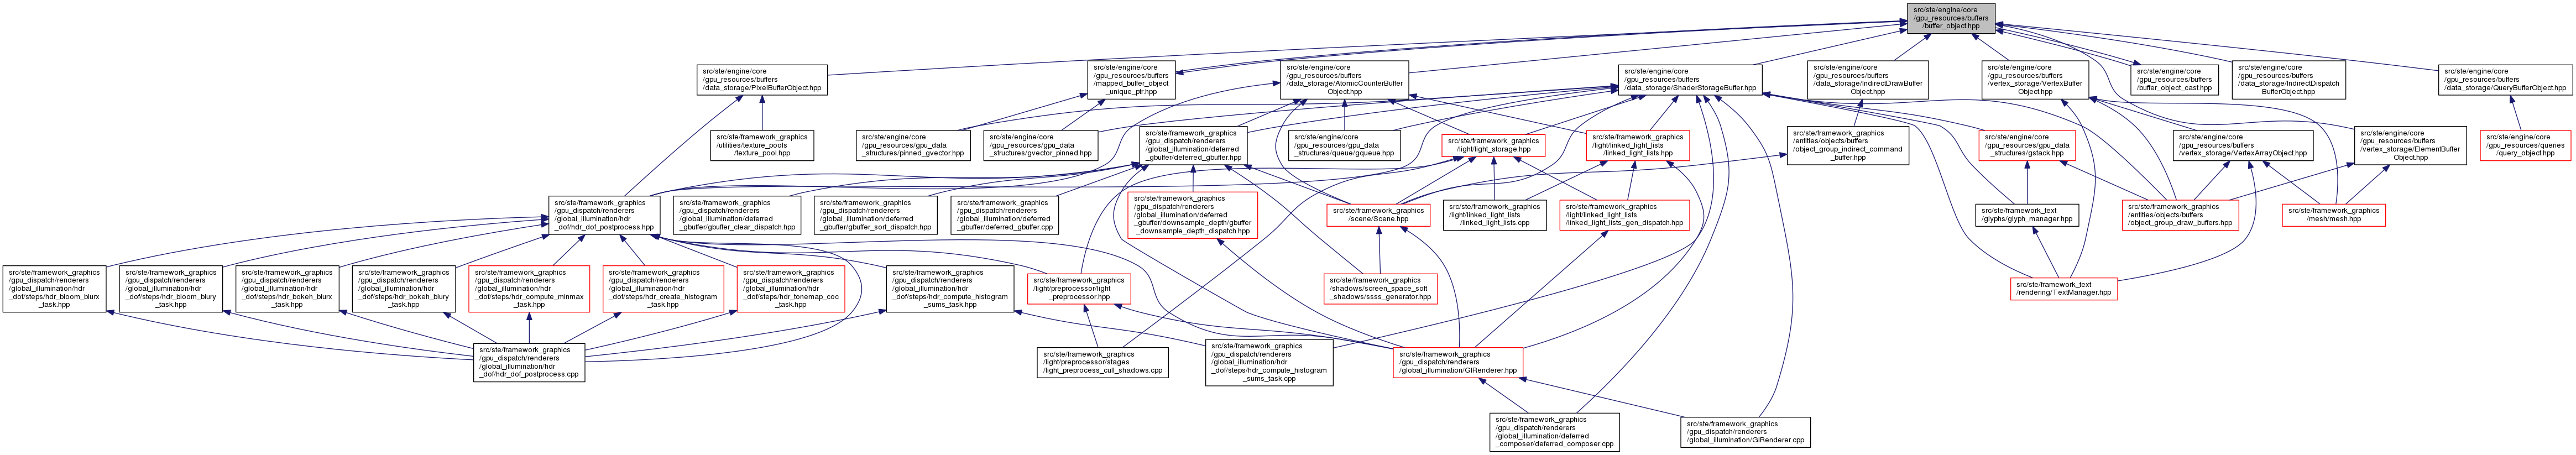 src/ste/engine/core
/gpu_resources/buffers
/buffer_object.hpp
src/ste/engine/core
/gpu_resources/buffers
/data_storage/PixelBufferObject.hpp
src/ste/engine/core
/gpu_resources/buffers
/mapped_buffer_object
_unique_ptr.hpp
src/ste/engine/core
/gpu_resources/buffers
/data_storage/AtomicCounterBuffer
Object.hpp
src/ste/engine/core
/gpu_resources/buffers
/data_storage/ShaderStorageBuffer.hpp
src/ste/engine/core
/gpu_resources/buffers
/data_storage/IndirectDrawBuffer
Object.hpp
src/ste/engine/core
/gpu_resources/buffers
/vertex_storage/VertexBuffer
Object.hpp
src/ste/engine/core
/gpu_resources/buffers
/buffer_object_cast.hpp
src/ste/engine/core
/gpu_resources/buffers
/data_storage/IndirectDispatch
BufferObject.hpp
src/ste/engine/core
/gpu_resources/buffers
/data_storage/QueryBufferObject.hpp
src/ste/framework_graphics
/utilities/texture_pools
/texture_pool.hpp
src/ste/engine/core
/gpu_resources/gpu_data
_structures/pinned_gvector.hpp
src/ste/engine/core
/gpu_resources/gpu_data
_structures/gvector_pinned.hpp
src/ste/framework_graphics
/gpu_dispatch/renderers
/global_illumination/deferred
_gbuffer/deferred_gbuffer.hpp
src/ste/engine/core
/gpu_resources/gpu_data
_structures/queue/gqueue.hpp
src/ste/framework_graphics
/light/light_storage.hpp
src/ste/framework_graphics
/light/linked_light_lists
/linked_light_lists.hpp
src/ste/framework_graphics
/entities/objects/buffers
/object_group_indirect_command
_buffer.hpp
src/ste/engine/core
/gpu_resources/gpu_data
_structures/gstack.hpp
src/ste/engine/core
/gpu_resources/buffers
/vertex_storage/VertexArrayObject.hpp
src/ste/engine/core
/gpu_resources/buffers
/vertex_storage/ElementBuffer
Object.hpp
src/ste/engine/core
/gpu_resources/queries
/query_object.hpp
src/ste/framework_graphics
/gpu_dispatch/renderers
/global_illumination/hdr
_dof/hdr_dof_postprocess.hpp
src/ste/framework_graphics
/gpu_dispatch/renderers
/global_illumination/deferred
_gbuffer/gbuffer_clear_dispatch.hpp
src/ste/framework_graphics
/gpu_dispatch/renderers
/global_illumination/deferred
_gbuffer/gbuffer_sort_dispatch.hpp
src/ste/framework_graphics
/gpu_dispatch/renderers
/global_illumination/deferred
_gbuffer/deferred_gbuffer.cpp
src/ste/framework_graphics
/gpu_dispatch/renderers
/global_illumination/deferred
_gbuffer/downsample_depth/gbuffer
_downsample_depth_dispatch.hpp
src/ste/framework_graphics
/scene/Scene.hpp
src/ste/framework_graphics
/light/linked_light_lists
/linked_light_lists.cpp
src/ste/framework_graphics
/light/linked_light_lists
/linked_light_lists_gen_dispatch.hpp
src/ste/framework_text
/glyphs/glyph_manager.hpp
src/ste/framework_graphics
/entities/objects/buffers
/object_group_draw_buffers.hpp
src/ste/framework_graphics
/mesh/mesh.hpp
src/ste/framework_graphics
/gpu_dispatch/renderers
/global_illumination/hdr
_dof/steps/hdr_bloom_blurx
_task.hpp
src/ste/framework_graphics
/gpu_dispatch/renderers
/global_illumination/hdr
_dof/steps/hdr_bloom_blury
_task.hpp
src/ste/framework_graphics
/gpu_dispatch/renderers
/global_illumination/hdr
_dof/steps/hdr_bokeh_blurx
_task.hpp
src/ste/framework_graphics
/gpu_dispatch/renderers
/global_illumination/hdr
_dof/steps/hdr_bokeh_blury
_task.hpp
src/ste/framework_graphics
/gpu_dispatch/renderers
/global_illumination/hdr
_dof/steps/hdr_compute_minmax
_task.hpp
src/ste/framework_graphics
/gpu_dispatch/renderers
/global_illumination/hdr
_dof/steps/hdr_create_histogram
_task.hpp
src/ste/framework_graphics
/gpu_dispatch/renderers
/global_illumination/hdr
_dof/steps/hdr_tonemap_coc
_task.hpp
src/ste/framework_graphics
/gpu_dispatch/renderers
/global_illumination/hdr
_dof/steps/hdr_compute_histogram
_sums_task.hpp
src/ste/framework_graphics
/light/preprocessor/light
_preprocessor.hpp
src/ste/framework_graphics
/shadows/screen_space_soft
_shadows/ssss_generator.hpp
src/ste/framework_text
/rendering/TextManager.hpp
src/ste/framework_graphics
/gpu_dispatch/renderers
/global_illumination/hdr
_dof/hdr_dof_postprocess.cpp
src/ste/framework_graphics
/light/preprocessor/stages
/light_preprocess_cull_shadows.cpp
src/ste/framework_graphics
/gpu_dispatch/renderers
/global_illumination/hdr
_dof/steps/hdr_compute_histogram
_sums_task.cpp
src/ste/framework_graphics
/gpu_dispatch/renderers
/global_illumination/GIRenderer.hpp
src/ste/framework_graphics
/gpu_dispatch/renderers
/global_illumination/deferred
_composer/deferred_composer.cpp
src/ste/framework_graphics
/gpu_dispatch/renderers
/global_illumination/GIRenderer.cpp